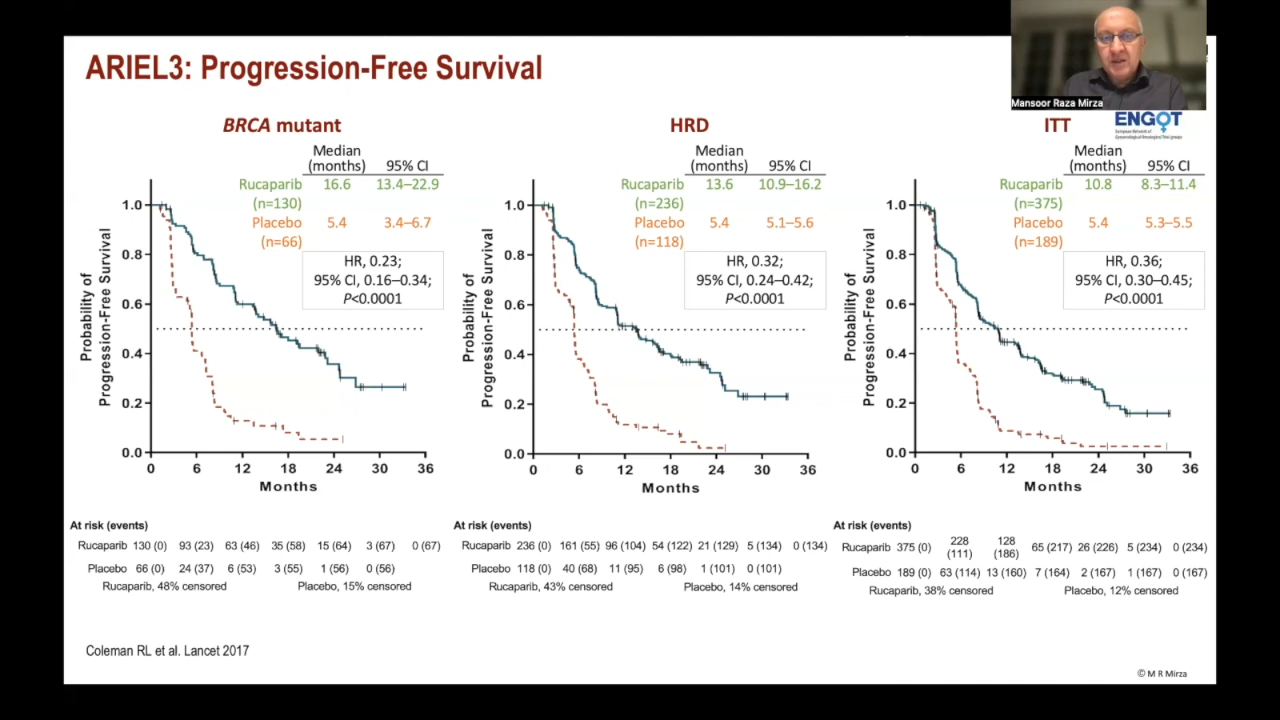 ARIEL3: Progression-Free Survival
Mansoor Raza Mirza
ENGOT
BRCA mutant
Median
(months) 95% CI
Rucaparib 16.6 13.4–22.9
(n=130)
Placebo 5.4 3.4–6.7
(n=66)
HR, 0.23;
95% CI, 0.16–0.34;
P<0.0001
Probability of
Progression-Free Survival
1.0
0.8
0.6
0.4
0.2
0.0
0 6 12 18 24 30 36
Months
HRD
Median
(months) 95% CI
Rucaparib 13.6 10.9–16.2
(n=236)
Placebo 5.4 5.1–5.6
(n=118)
HR, 0.32;
95% CI, 0.24–0.42;
P<0.0001
Probability of
Progression-Free Survival
1.0
0.8
0.6
0.4
0.2
0.0
0 6 12 18 24 30 36
Months
ITT
Median
(months) 95% CI
Rucaparib 10.8 8.3–11.4
(n=375)
Placebo 5.4 5.3–5.5
(n=189)
HR, 0.36;
95% CI, 0.30–0.45;
P<0.0001
Probability of
Progression-Free Survival
1.0
0.8
0.6
0.4
0.2
0.0
0 6 12 18 24 30 36
Months
At risk (events)
Rucaparib 130 (0) 93 (23) 63 (46) 35 (58) 15 (64) 3 (67) 0 (67)
Placebo 66 (0) 24 (37) 6 (53) 3 (55) 1 (56) 0 (56)
Rucaparib, 48% censored Placebo, 15% censored
At risk (events)
Rucaparib 236 (0) 161 (55) 96 (104) 54 (122) 21 (129) 5 (134) 0 (134)
Placebo 118 (0) 40 (68) 11 (95) 6 (98) 1 (101) 0 (101)
Rucaparib, 43% censored Placebo, 14% censored
At risk (events)
Rucaparib 375 (0) 228 (111) 128 (186) 65 (217) 26 (226) 5 (234) 0 (234)
Placebo 189 (0) 63 (114) 13 (160) 7 (164) 2 (167) 1 (167) 0 (167)
Rucaparib, 38% censored Placebo, 12% censored
Coleman RL et al. Lancet 2017
© M R Mirza